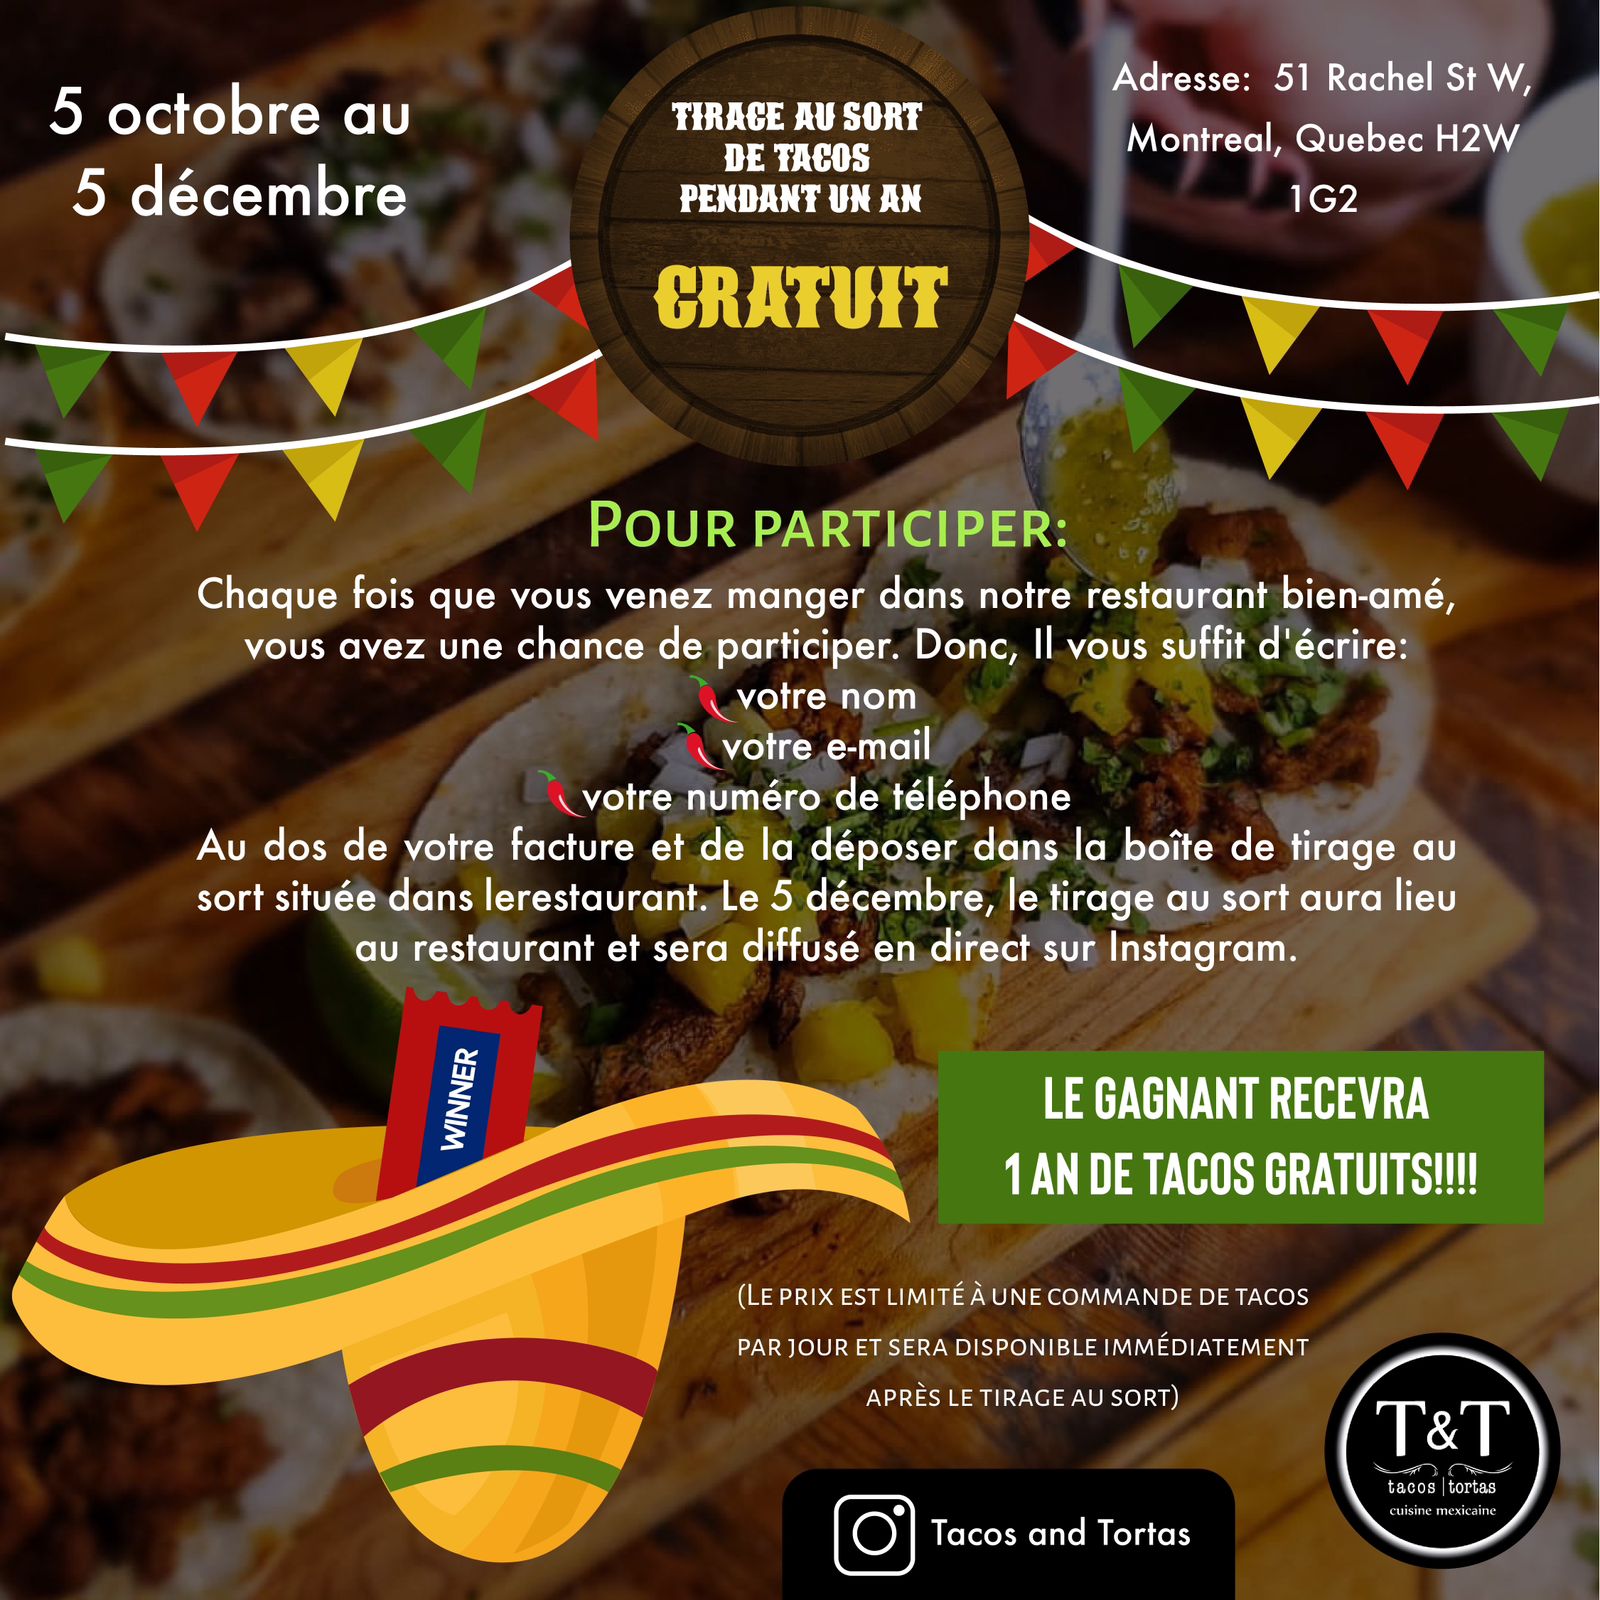 5 octobre au
5 décembre
TIRAGE AU SORT
DE TACOS
PENDANT UN AN
GRATUIT
Adresse: 51 Rachel St W,
Montreal, Quebec H2W
1G2
POUR PARTICIPER:
Chaque fois que vous venez manger dans notre restaurant bien-amé,
vous avez une chance de participer. Donc, Il vous suffit d'écrire:
votre nom
votre e-mail
votre numéro de téléphone
Au dos de votre facture et de la déposer dans la boîte de tirage au
sort située dans lerestaurant. Le 5 décembre, le tirage au sort aura lieu
au restaurant et sera diffusé en direct sur Instagram.
WINNER
LE GAGNANT RECEVRA
1 AN DE TACOS GRATUITS!!!!
(LE PRIX EST LIMITÉ À UNE COMMANDE DE TACOS
PAR JOUR ET SERA DISPONIBLE IMMÉDIATEMENT
APRÈS LE TIRAGE AU SORT)
T&T
tacos | tortas
cuisine mexicaine
Tacos and Tortas